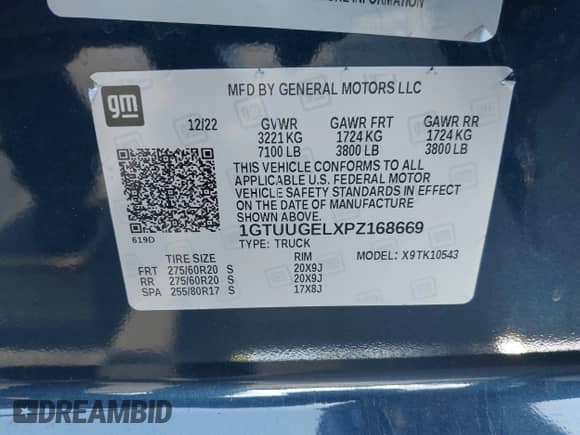 INFORMATION
gm
MFD BY GENERAL MOTORS LLC
12/22 GVWR GAWR FRT GAWR RR
3221 KG 1724 KG 1724 KG
7100 LB 3800 LB 3800 LB
THIS VEHICLE CONFORMS TO ALL
APPLICABLE U.S. FEDERAL MOTOR
VEHICLE SAFETY STANDARDS IN EFFECT
ON THE DATE OF MANUFACTURE
SHOWN ABOVE.
619D
1GTUUGELXPZ168669
TYPE: TRUCK MODEL: X9TK10543
TIRE SIZE RIM
FRT 275/60R20 S 20X9J
RR 275/60R20 S 20X9J
SPA 255/80R17 S 17X8J
DREAMBID